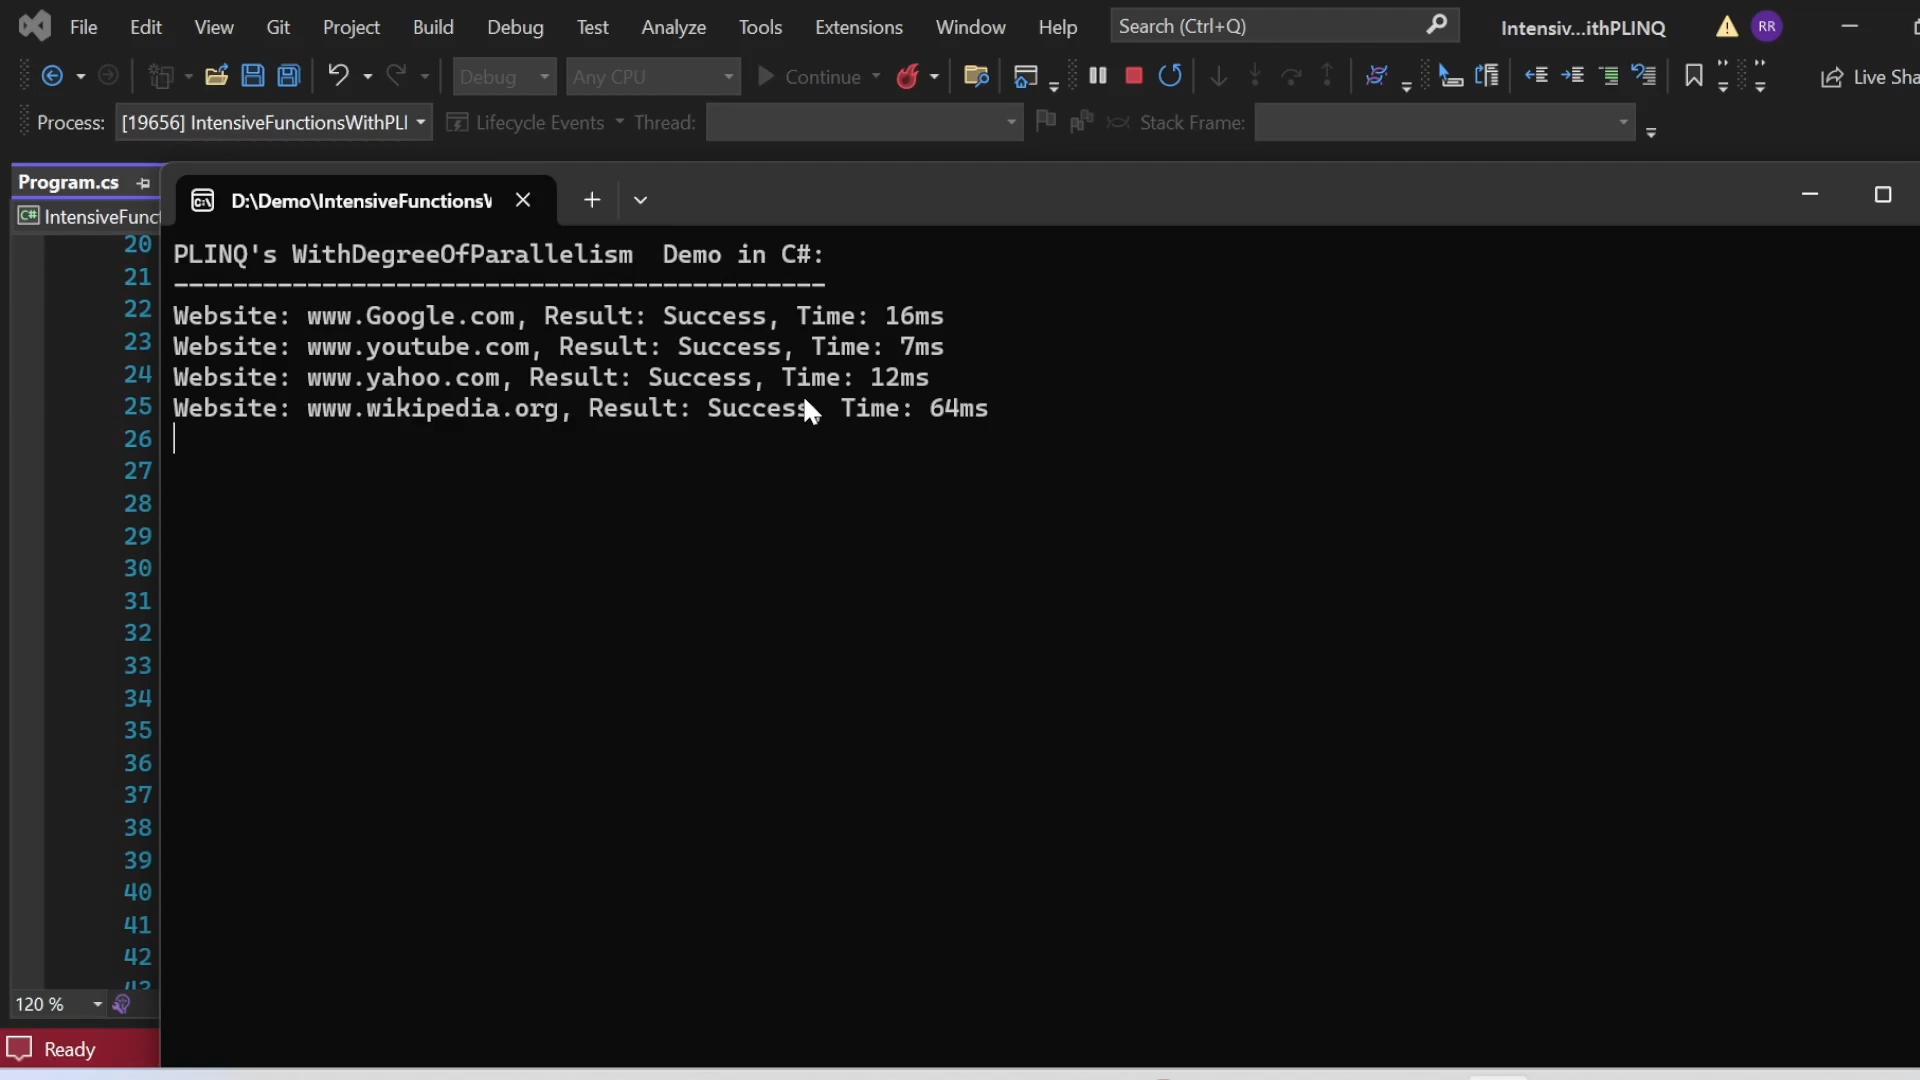 File Edit View Git Project Build Debug Test Analyze Tools Extensions Window Help Search (Ctrl+Q) Intensiv...ithPLINQ RR
Debug Any CPU Continue Live Sha
Process: [19656] IntensiveFunctionsWithPLI Lifecycle Events Thread: Stack Frame:
Program.cs
D:\Demo\IntensiveFunctions
C# IntensiveFunc
20
21
22
23
24
25
26
27
28
29
30
31
32
33
34
35
36
37
38
39
40
41
42
43
PLINQ's WithDegreeOfParallelism  Demo in C#:
--------------------------------------------
Website: www.Google.com, Result: Success, Time: 16ms
Website: www.youtube.com, Result: Success, Time: 7ms
Website: www.yahoo.com, Result: Success, Time: 12ms
Website: www.wikipedia.org, Result: Success, Time: 64ms
120 %
Ready